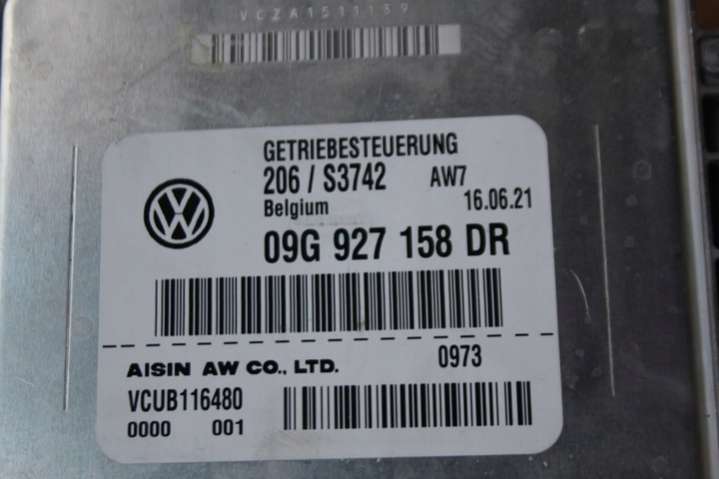 VCZA1511159
GETRIEBESTEUERUNG
206 / S3742 AW7
Belgium 16.06.21
09G 927 158 DR
AISIN AW CO., LTD. 0973
VCUB116480
0000 001